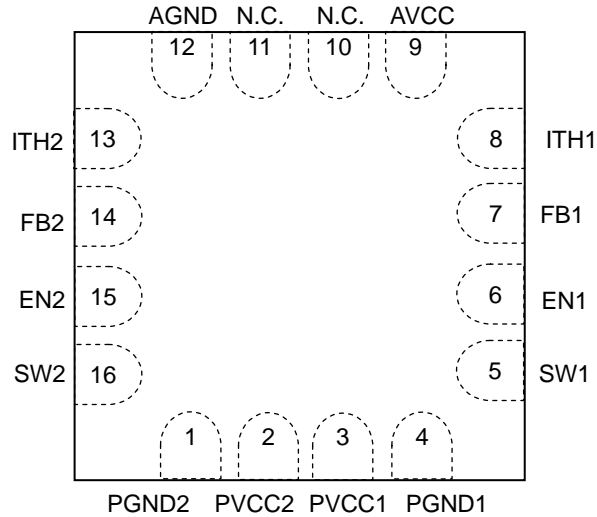 AGND N.C. N.C. AVCC
12 11 10 9
ITH2 13 8 ITH1
FB2 14 7 FB1
EN2 15 6 EN1
SW2 16 5 SW1
1 2 3 4
PGND2 PVCC2 PVCC1 PGND1